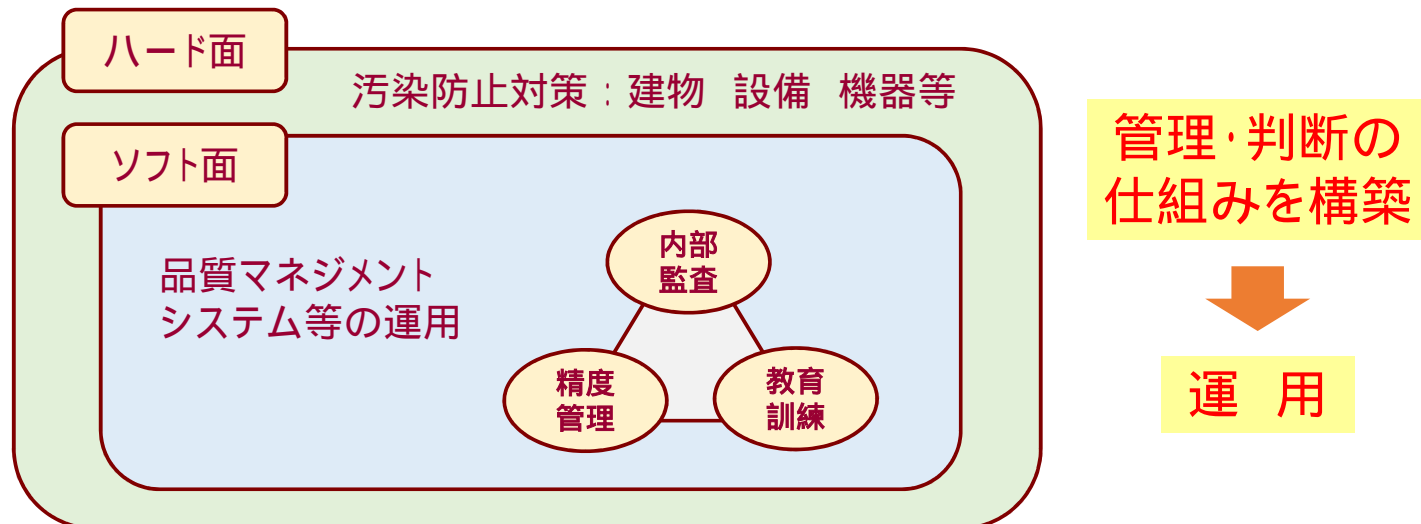 ハード面
汚染防止対策：建物　設備　機器等
ソフト面
品質マネジメント
システム等の運用
内部
監査
精度
管理
教育
訓練
管理・判断の
仕組みを構築
運　用